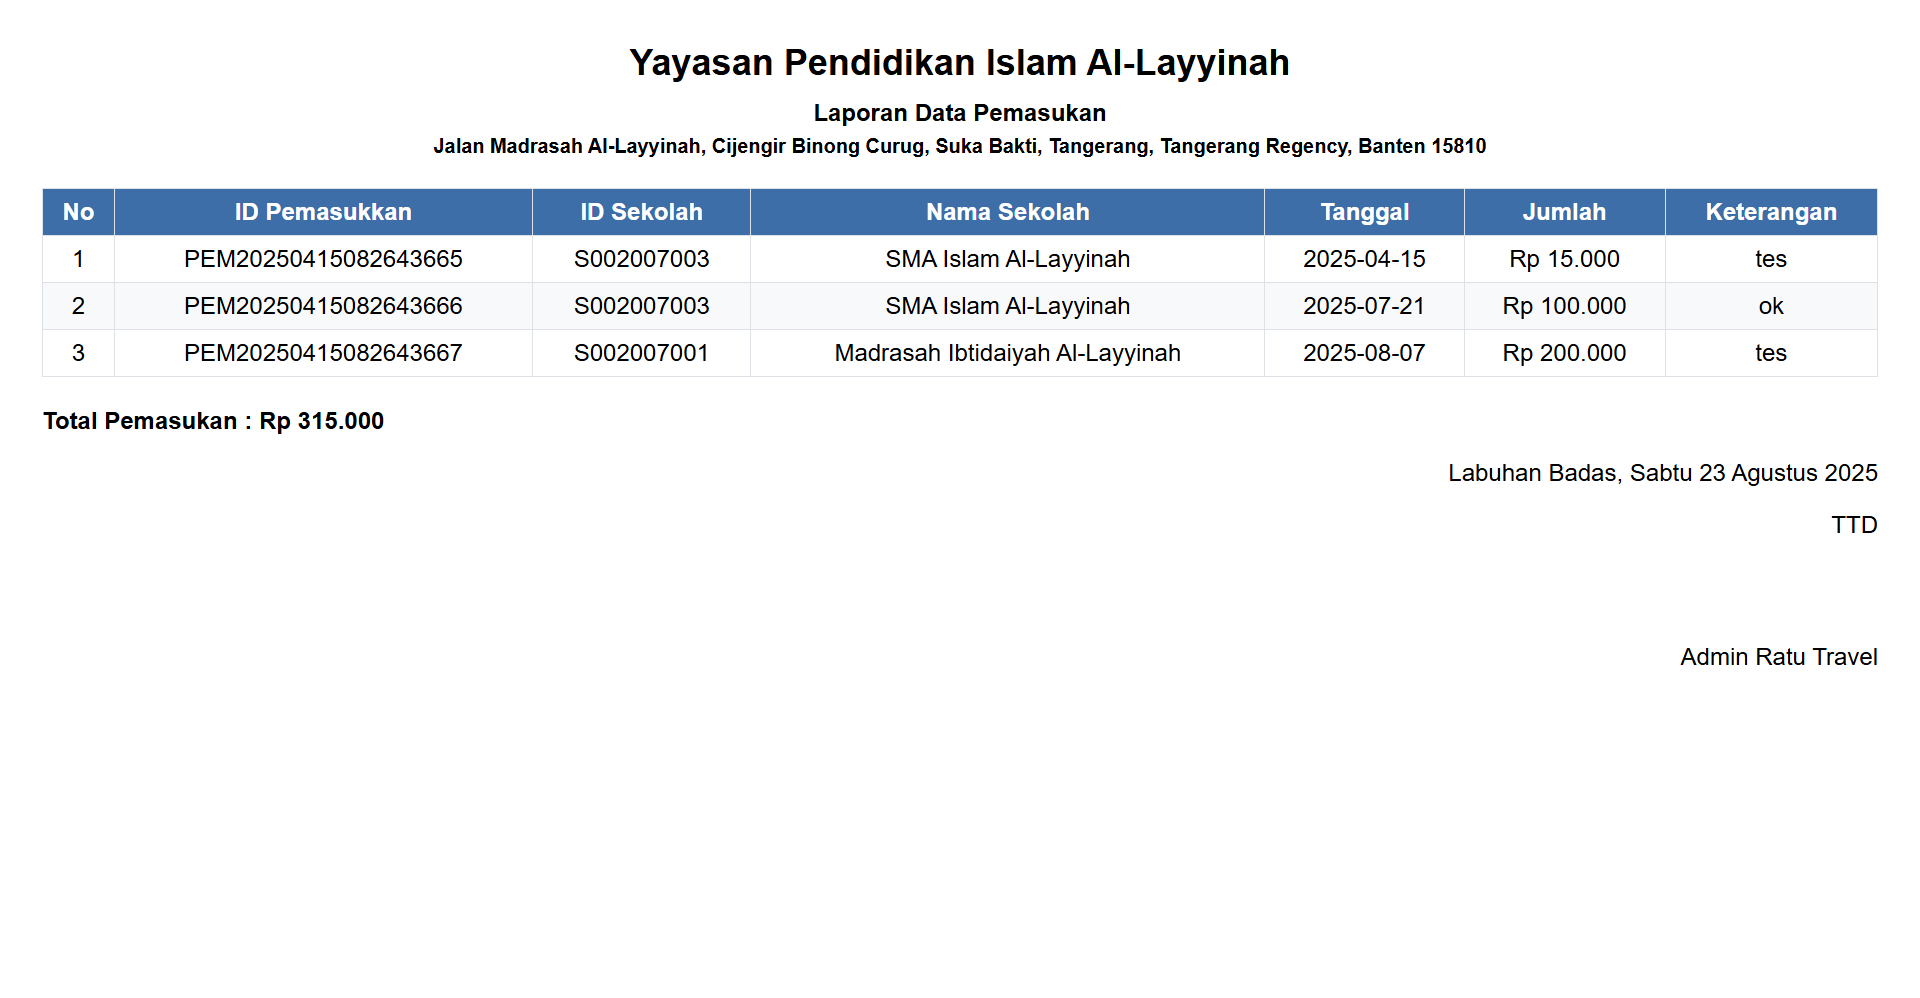 Yayasan Pendidikan Islam Al-Layyinah
Laporan Data Pemasukan
Jalan Madrasah Al-Layyinah, Cijengir Binong Curug, Suka Bakti, Tangerang, Tangerang Regency, Banten 15810
No ID Pemasukkan ID Sekolah Nama Sekolah Tanggal Jumlah Keterangan
1 PEM20250415082643665 S002007003 SMA Islam Al-Layyinah 2025-04-15 Rp 15.000 tes
2 PEM20250415082643666 S002007003 SMA Islam Al-Layyinah 2025-07-21 Rp 100.000 ok
3 PEM20250415082643667 S002007001 Madrasah Ibtidaiyah Al-Layyinah 2025-08-07 Rp 200.000 tes
Total Pemasukan : Rp 315.000
Labuhan Badas, Sabtu 23 Agustus 2025
TTD
Admin Ratu Travel